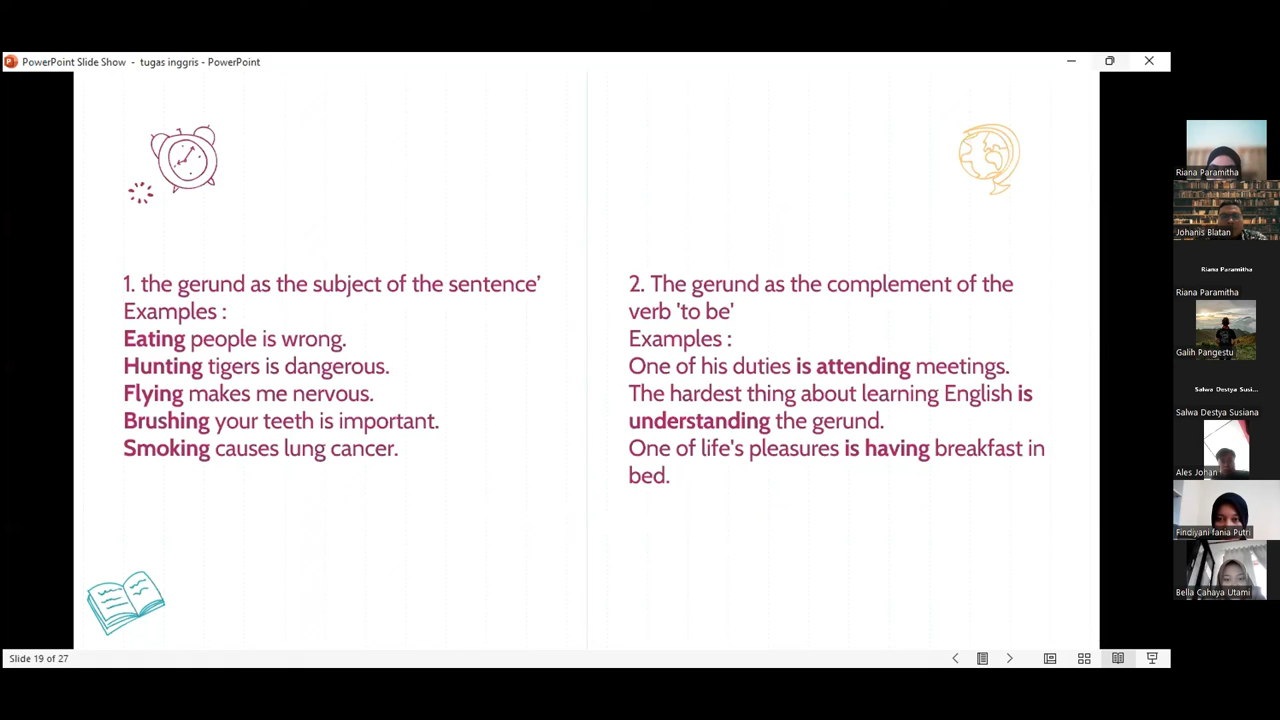 PowerPoint Slide Show - tugas inggris - PowerPoint
1. the gerund as the subject of the sentence’
Examples :
Eating people is wrong.
Hunting tigers is dangerous.
Flying makes me nervous.
Brushing your teeth is important.
Smoking causes lung cancer.
2. The gerund as the complement of the
verb 'to be'
Examples :
One of his duties is attending meetings.
The hardest thing about learning English is
understanding the gerund.
One of life's pleasures is having breakfast in
bed.
Slide 19 of 27
Riana Paramitha
Johanis Blatan
Riana Paramitha
Riana Paramitha
Galih Pangestu
Salwa Destya Susi...
Salwa Destya Susiana
Ales Johan
Findiyani fania Putri
Bella Cahaya Utami